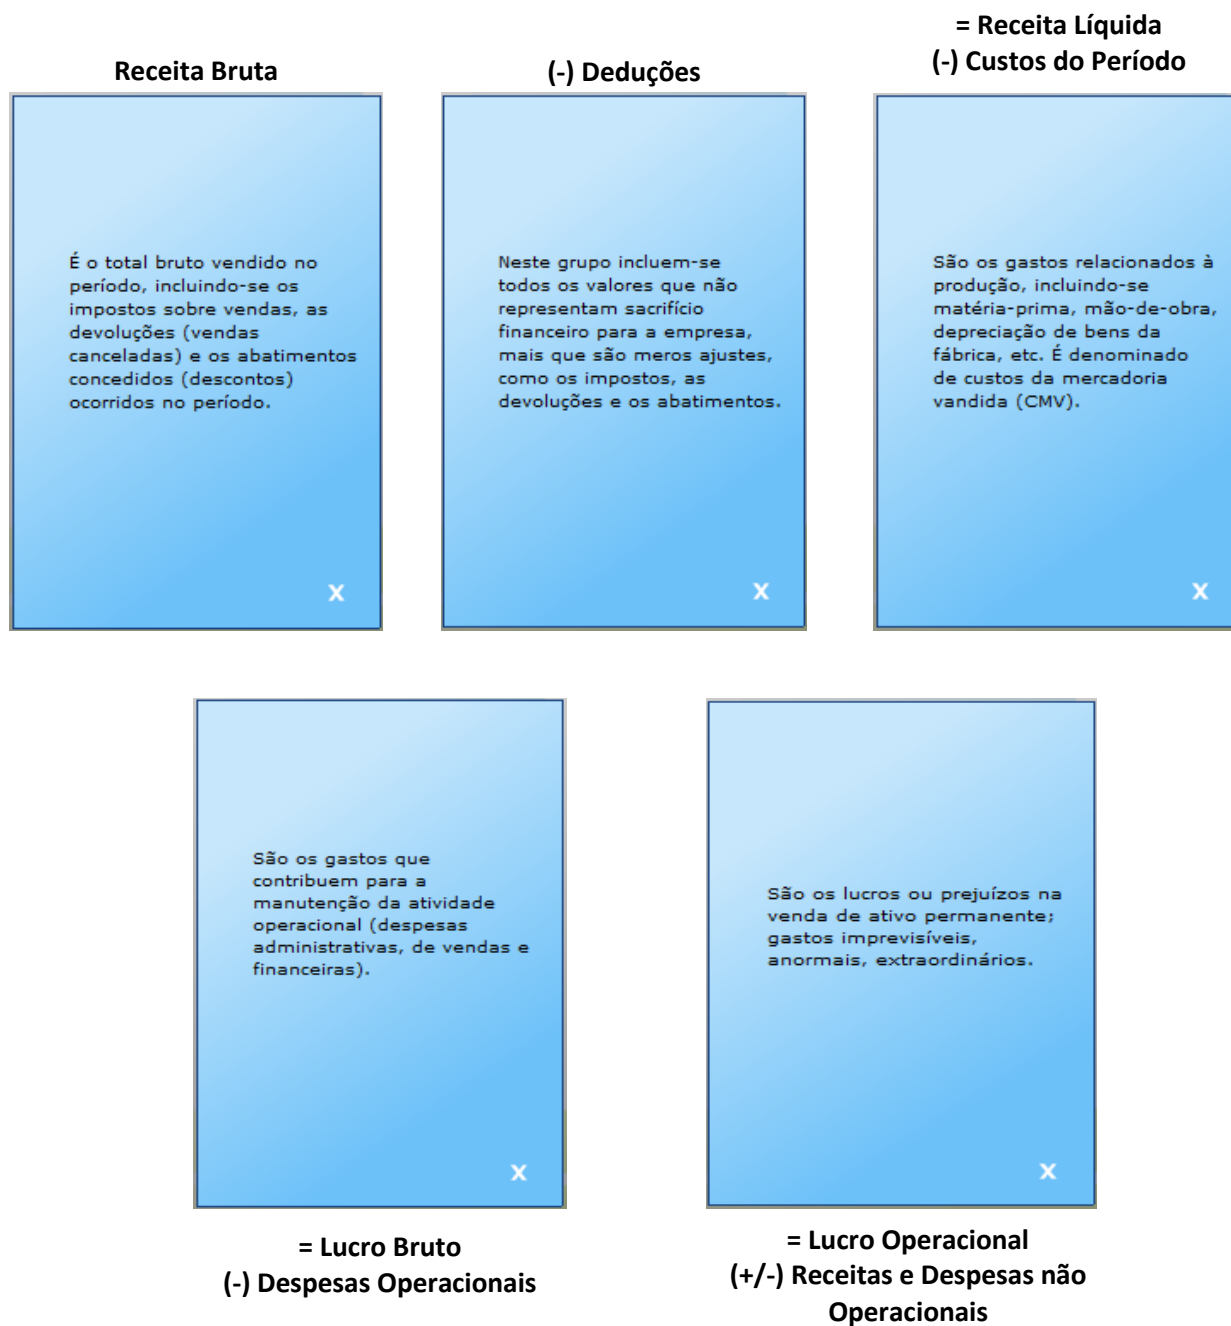 Receita Bruta
É o total bruto vendido no
período, incluindo-se os
impostos sobre vendas, as
devoluções (vendas
canceladas) e os abatimentos
concedidos (descontos)
ocorridos no período.
X
(-) Deduções
Neste grupo incluem-se
todos os valores que não
representam sacrifício
financeiro para a empresa,
mais que são meros ajustes,
como os impostos, as
devoluções e os abatimentos.
X
= Receita Líquida
(-) Custos do Período
São os gastos relacionados à
produção, incluindo-se
matéria-prima, mão-de-obra,
depreciação de bens da
fábrica, etc. É denominado
de custos da mercadoria
vandida (CMV).
X
São os gastos que
contribuem para a
manutenção da atividade
operacional (despesas
administrativas, de vendas e
financeiras).
X
= Lucro Bruto
(-) Despesas Operacionais
São os lucros ou prejuízos na
venda de ativo permanente;
gastos imprevisíveis,
anormais, extraordinários.
X
= Lucro Operacional
(+/-) Receitas e Despesas não
Operacionais